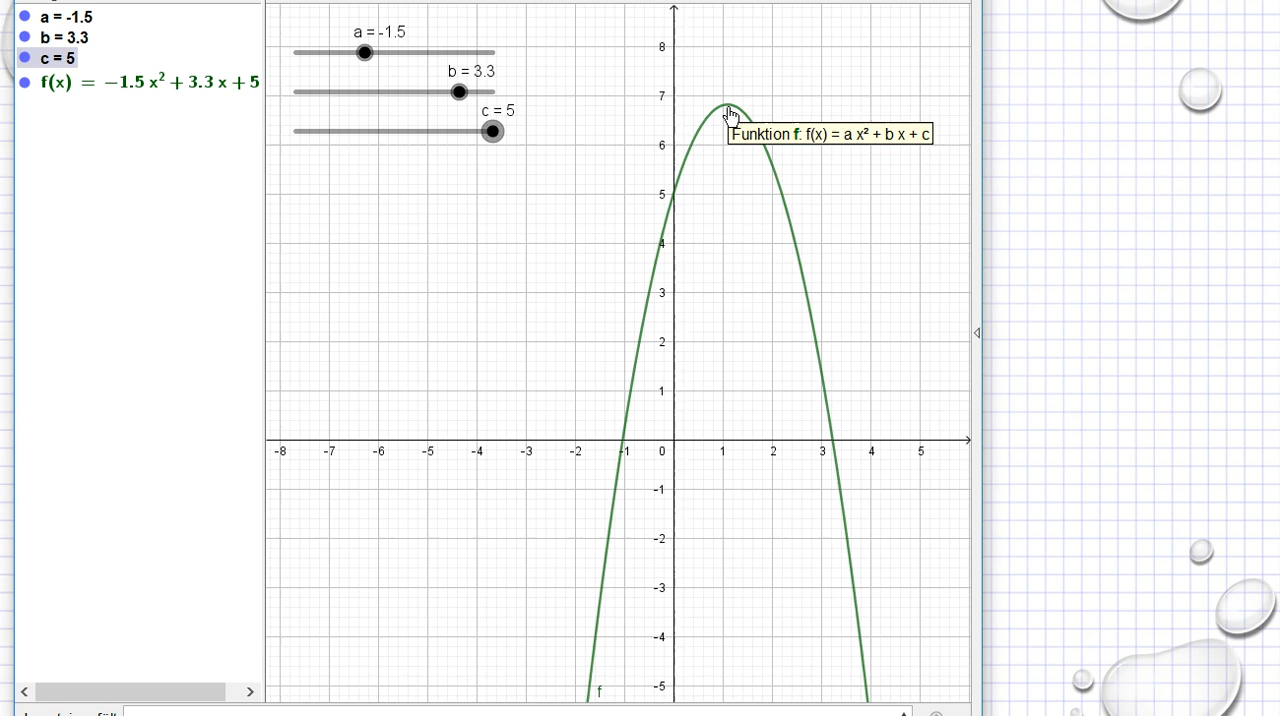 a = -1.5
b = 3.3
c = 5
f(x) = −1.5 x² + 3.3 x + 5
a = -1.5
b = 3.3
c = 5
Funktion f: f(x) = a x² + b x + c
8
7
6
5
4
3
2
1
-8 -7 -6 -5 -4 -3 -2 -1 0 1 2 3 4 5
-1
-2
-3
-4
-5
f